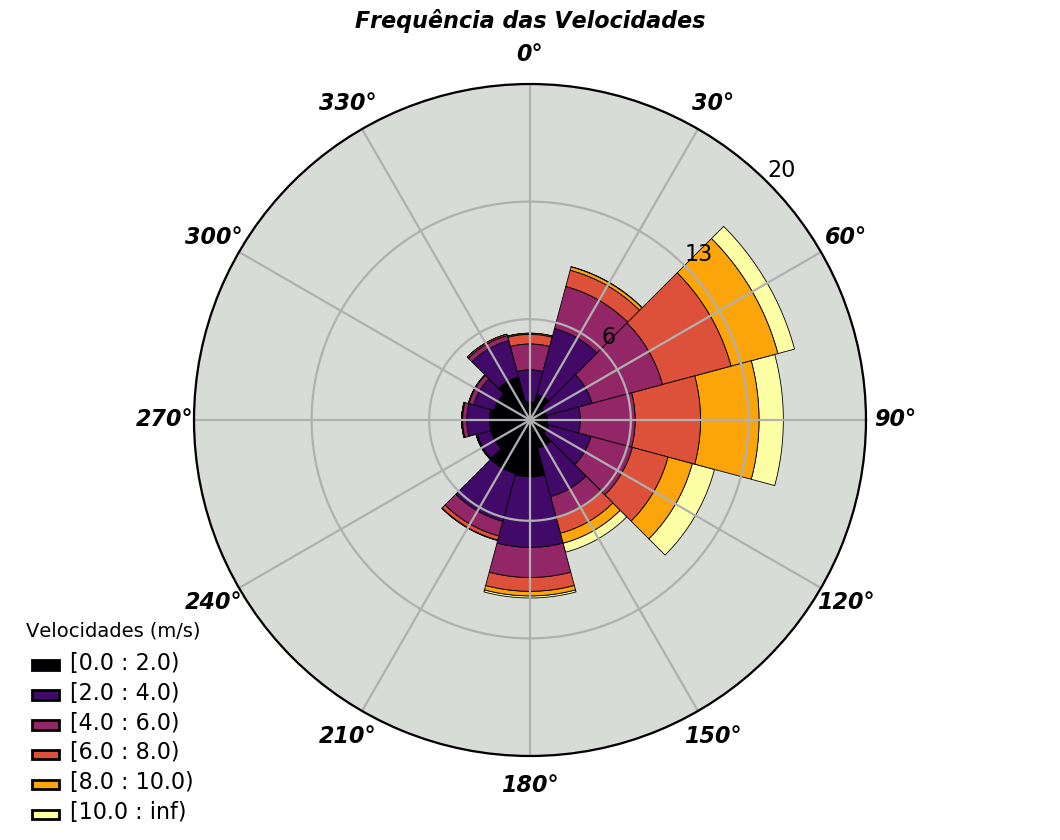 Frequência das Velocidades
0°
330°
30°
20
300°
60°
13
6
270°
90°
240°
120°
210°
150°
180°
Velocidades (m/s)
[0.0 : 2.0)
[2.0 : 4.0)
[4.0 : 6.0)
[6.0 : 8.0)
[8.0 : 10.0)
[10.0 : inf)